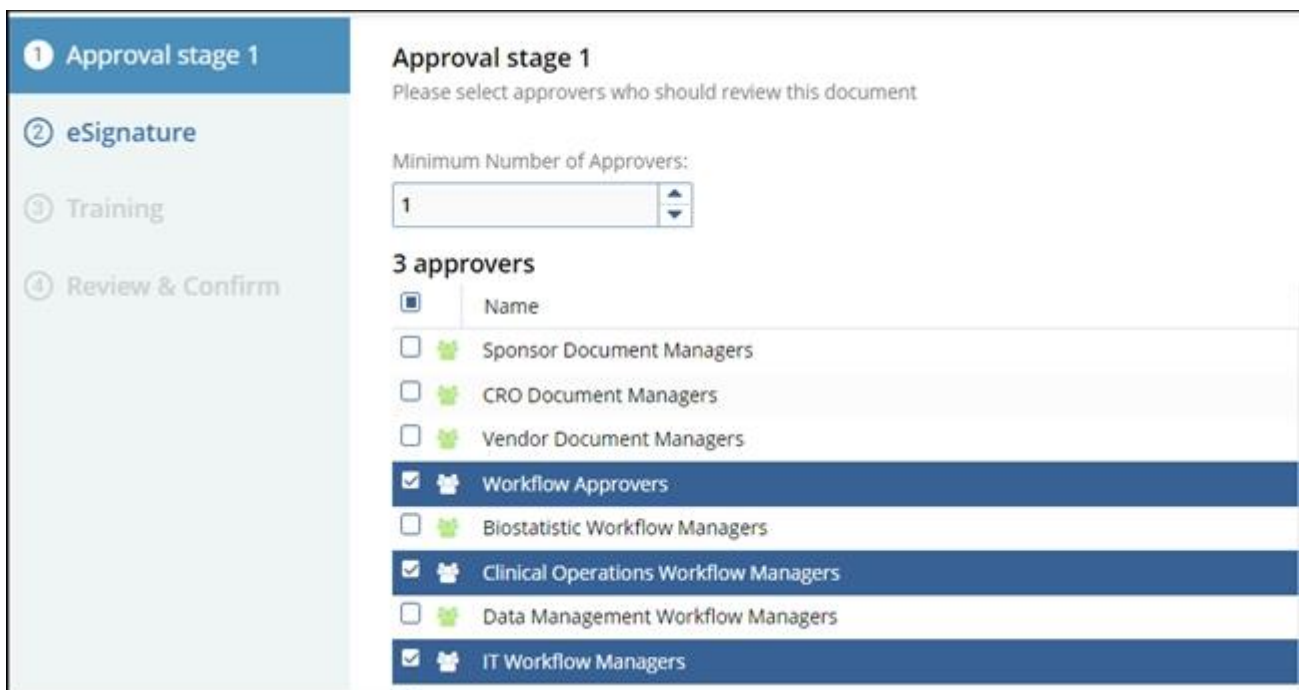 1 Approval stage 1
2 eSignature
3 Training
4 Review & Confirm
Approval stage 1
Please select approvers who should review this document
Minimum Number of Approvers:
1
3 approvers
Name
Sponsor Document Managers
CRO Document Managers
Vendor Document Managers
Workflow Approvers
Biostatistic Workflow Managers
Clinical Operations Workflow Managers
Data Management Workflow Managers
IT Workflow Managers